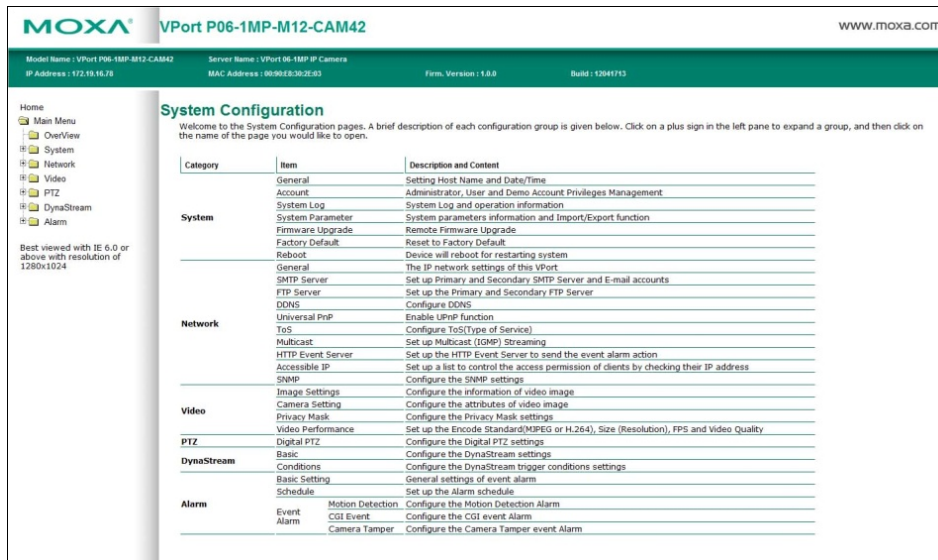 MOXA® VPort P06-1MP-M12-CAM42 www.moxa.com
Model Name : VPort P06-1MP-M12-CAM42 Server Name : VPort 06-1MP IP Camera
IP Address : 172.19.16.78 MAC Address : 00:90:E8:30:2E:03 Firm. Version : 1.0.0 Build : 12041713
Home
Main Menu
OverView
System
Network
Video
PTZ
DynaStream
Alarm
Best viewed with IE 6.0 or
above with resolution of
1280x1024
System Configuration
Welcome to the System Configuration pages. A brief description of each configuration group is given below. Click on a plus sign in the left pane to expand a group, and then click on
the name of the page you would like to open.
Category Item Description and Content
System
General Setting Host Name and Date/Time
Account Administrator, User and Demo Account Privileges Management
System Log System Log and operation information
System Parameter System parameters information and Import/Export function
Firmware Upgrade Remote Firmware Upgrade
Factory Default Reset to Factory Default
Reboot Device will reboot for restarting system
Network
General The IP network settings of this VPort
SMTP Server Set up Primary and Secondary SMTP Server and E-mail accounts
FTP Server Set up the Primary and Secondary FTP Server
DDNS Configure DDNS
Universal PnP Enable UPnP function
ToS Configure ToS(Type of Service)
Multicast Set up Multicast (IGMP) Streaming
HTTP Event Server Set up the HTTP Event Server to send the event alarm action
Accessible IP Set up a list to control the access permission of clients by checking their IP address
SNMP Configure the SNMP settings
Video
Image Settings Configure the information of video image
Camera Setting Configure the attributes of video image
Privacy Mask Configure the Privacy Mask settings
Video Performance Set up the Encode Standard(MJPEG or H.264), Size (Resolution), FPS and Video Quality
PTZ Digital PTZ Configure the Digital PTZ settings
DynaStream
Basic Configure the DynaStream settings
Conditions Configure the DynaStream trigger conditions settings
Alarm
Basic Setting General settings of event alarm
Schedule Set up the Alarm schedule
Event
Alarm
Motion Detection Configure the Motion Detection Alarm
CGI Event Configure the CGI event Alarm
Camera Tamper Configure the Camera Tamper event Alarm